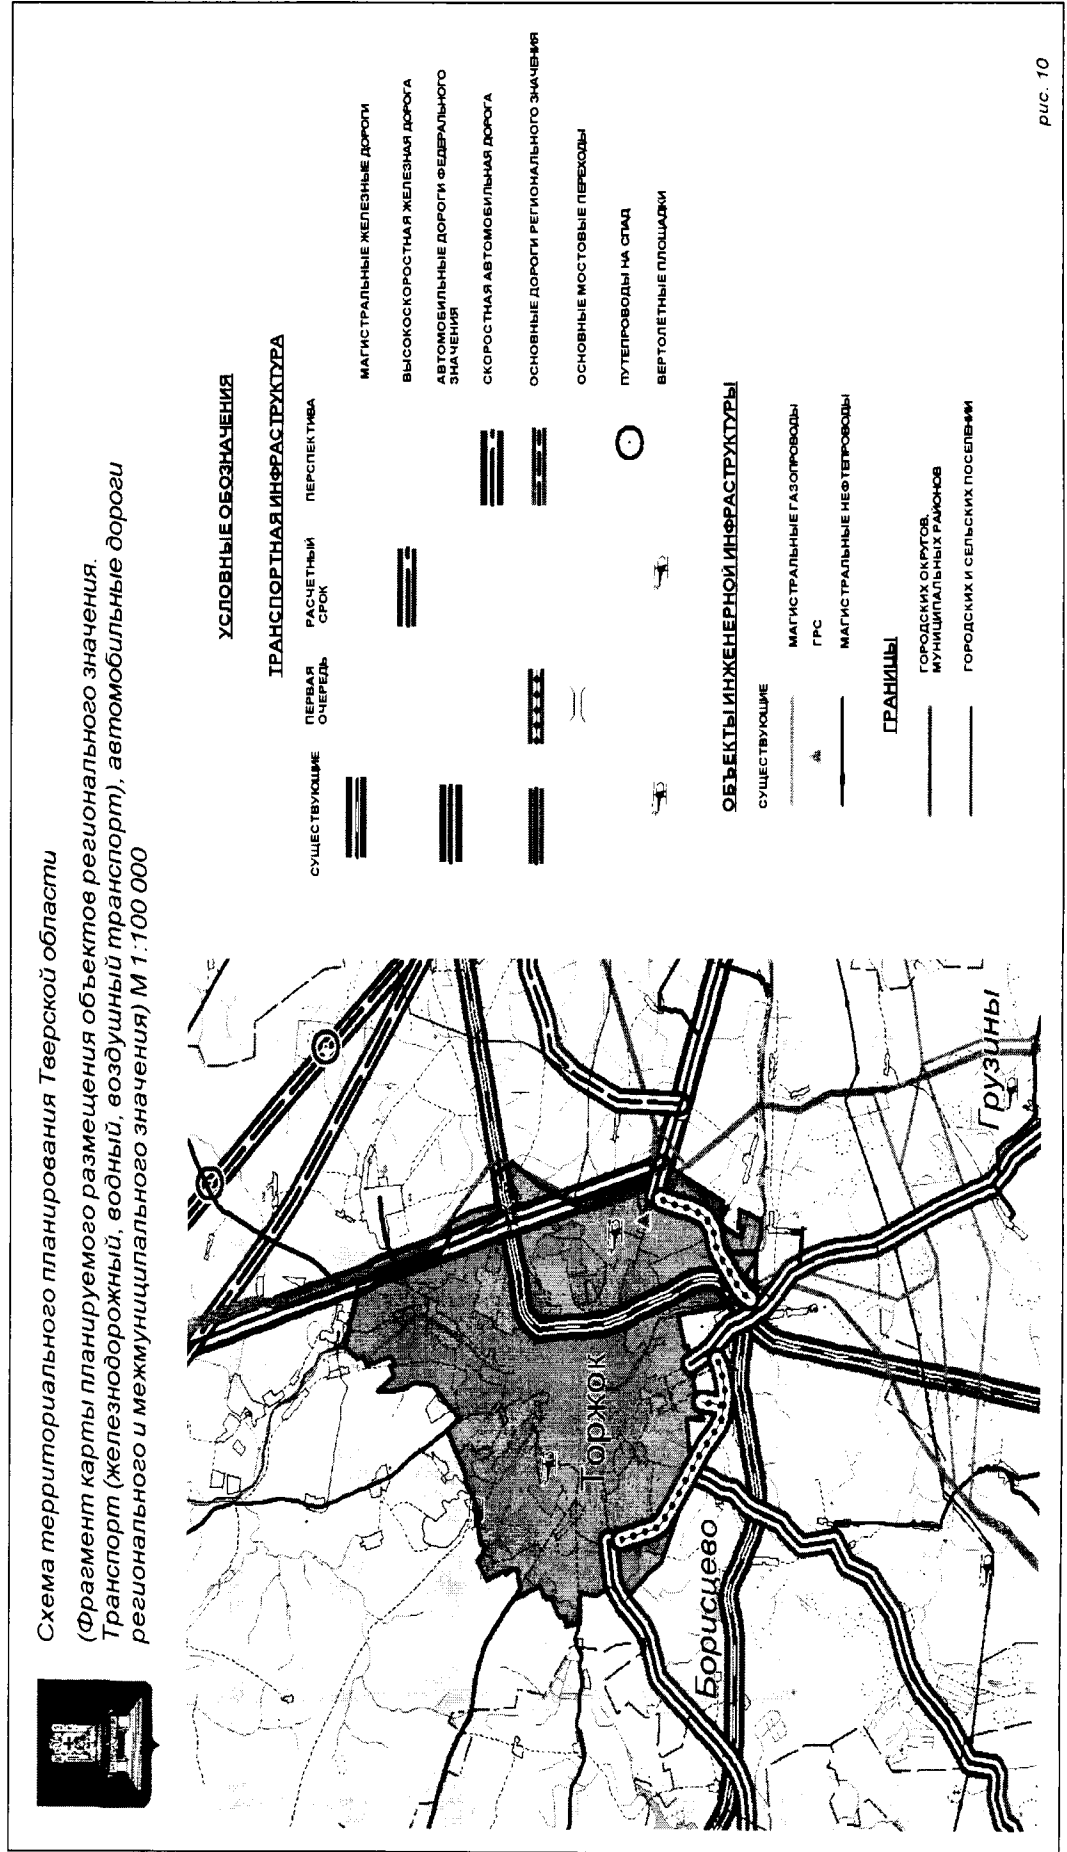 Схема территориального планирования Тверской области
(Фрагмент карты планируемого размещения объектов регионального значения.
Транспорт (железнодорожный, водный, воздушный транспорт), автомобильные дороги
регионального и межмуниципального значения) М 1:100 000
УСЛОВНЫЕ ОБОЗНАЧЕНИЯ
ТРАНСПОРТНАЯ ИНФРАСТРУКТУРА
СУЩЕСТВУЮЩИЕ
ПЕРВАЯ
ОЧЕРЕДЬ
РАСЧЕТНЫЙ
СРОК
ПЕРСПЕКТИВА
МАГИСТРАЛЬНЫЕ ЖЕЛЕЗНЫЕ ДОРОГИ
ВЫСОКОСКОРОСТНАЯ ЖЕЛЕЗНАЯ ДОРОГА
АВТОМОБИЛЬНЫЕ ДОРОГИ ФЕДЕРАЛЬНОГО
ЗНАЧЕНИЯ
СКОРОСТНАЯ АВТОМОБИЛЬНАЯ ДОРОГА
ОСНОВНЫЕ ДОРОГИ РЕГИОНАЛЬНОГО ЗНАЧЕНИЯ
ОСНОВНЫЕ МОСТОВЫЕ ПЕРЕХОДЫ
ПУТЕПРОВОДЫ НА СПАД
ВЕРТОЛЁТНЫЕ ПЛОЩАДКИ
ОБЪЕКТЫ ИНЖЕНЕРНОЙ ИНФРАСТРУКТУРЫ
СУЩЕСТВУЮЩИЕ
МАГИСТРАЛЬНЫЕ ГАЗОПРОВОДЫ
ГРС
МАГИСТРАЛЬНЫЕ НЕФТЕПРОВОДЫ
ГРАНИЦЫ
ГОРОДСКИХ ОКРУГОВ,
МУНИЦИПАЛЬНЫХ РАЙОНОВ
ГОРОДСКИХ И СЕЛЬСКИХ ПОСЕЛЕНИЙ
Торжок
Борисцево
Грузины
рис. 10